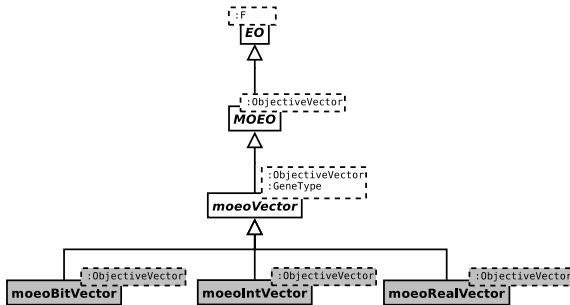 :F
EO
:ObjectiveVector
MOEO
:ObjectiveVector
:GeneType
moeoVector
:ObjectiveVector :ObjectiveVector :ObjectiveVector
moeoBitVector moeoIntVector moeoRealVector